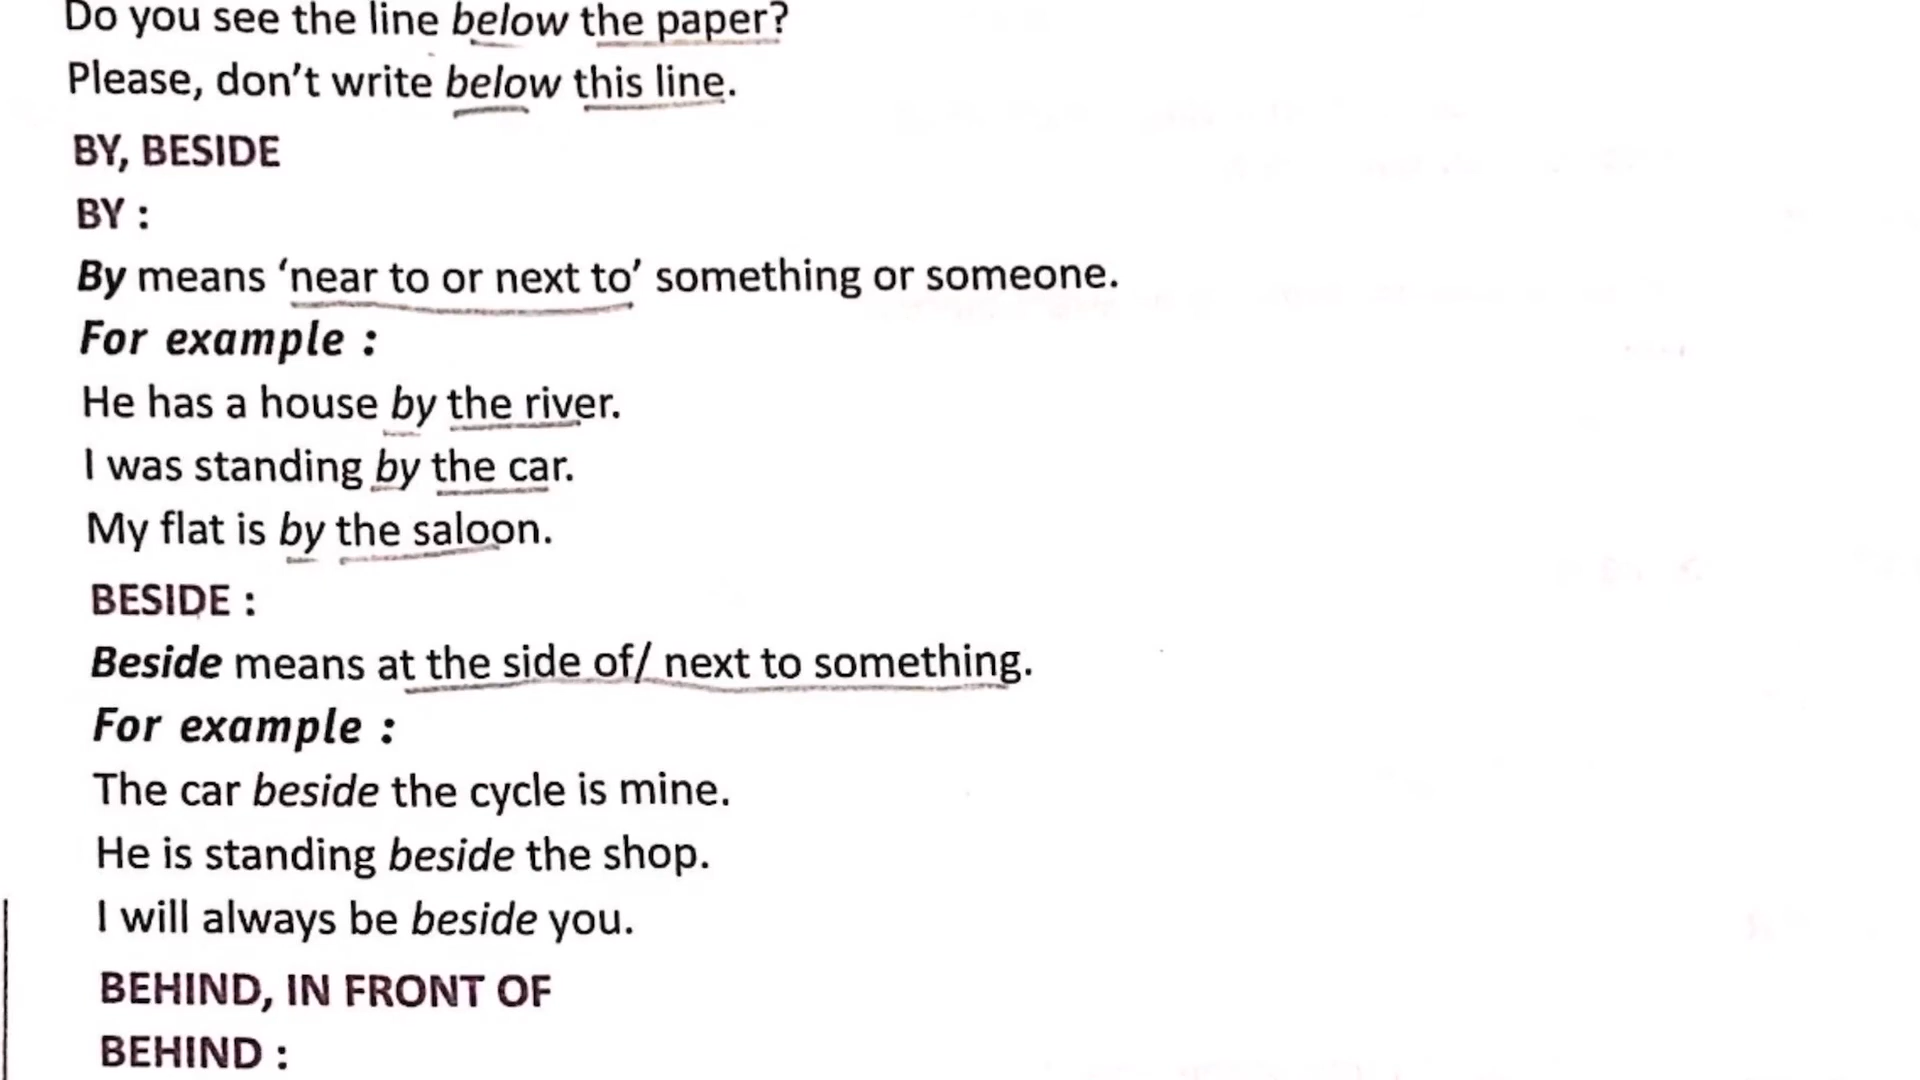 Do you see the line below the paper?
Please, don't write below this line.
BY, BESIDE
BY :
By means ‘near to or next to’ something or someone.
For example :
He has a house by the river.
I was standing by the car.
My flat is by the saloon.
BESIDE :
Beside means at the side of/ next to something.
For example :
The car beside the cycle is mine.
He is standing beside the shop.
I will always be beside you.
BEHIND, IN FRONT OF
BEHIND :